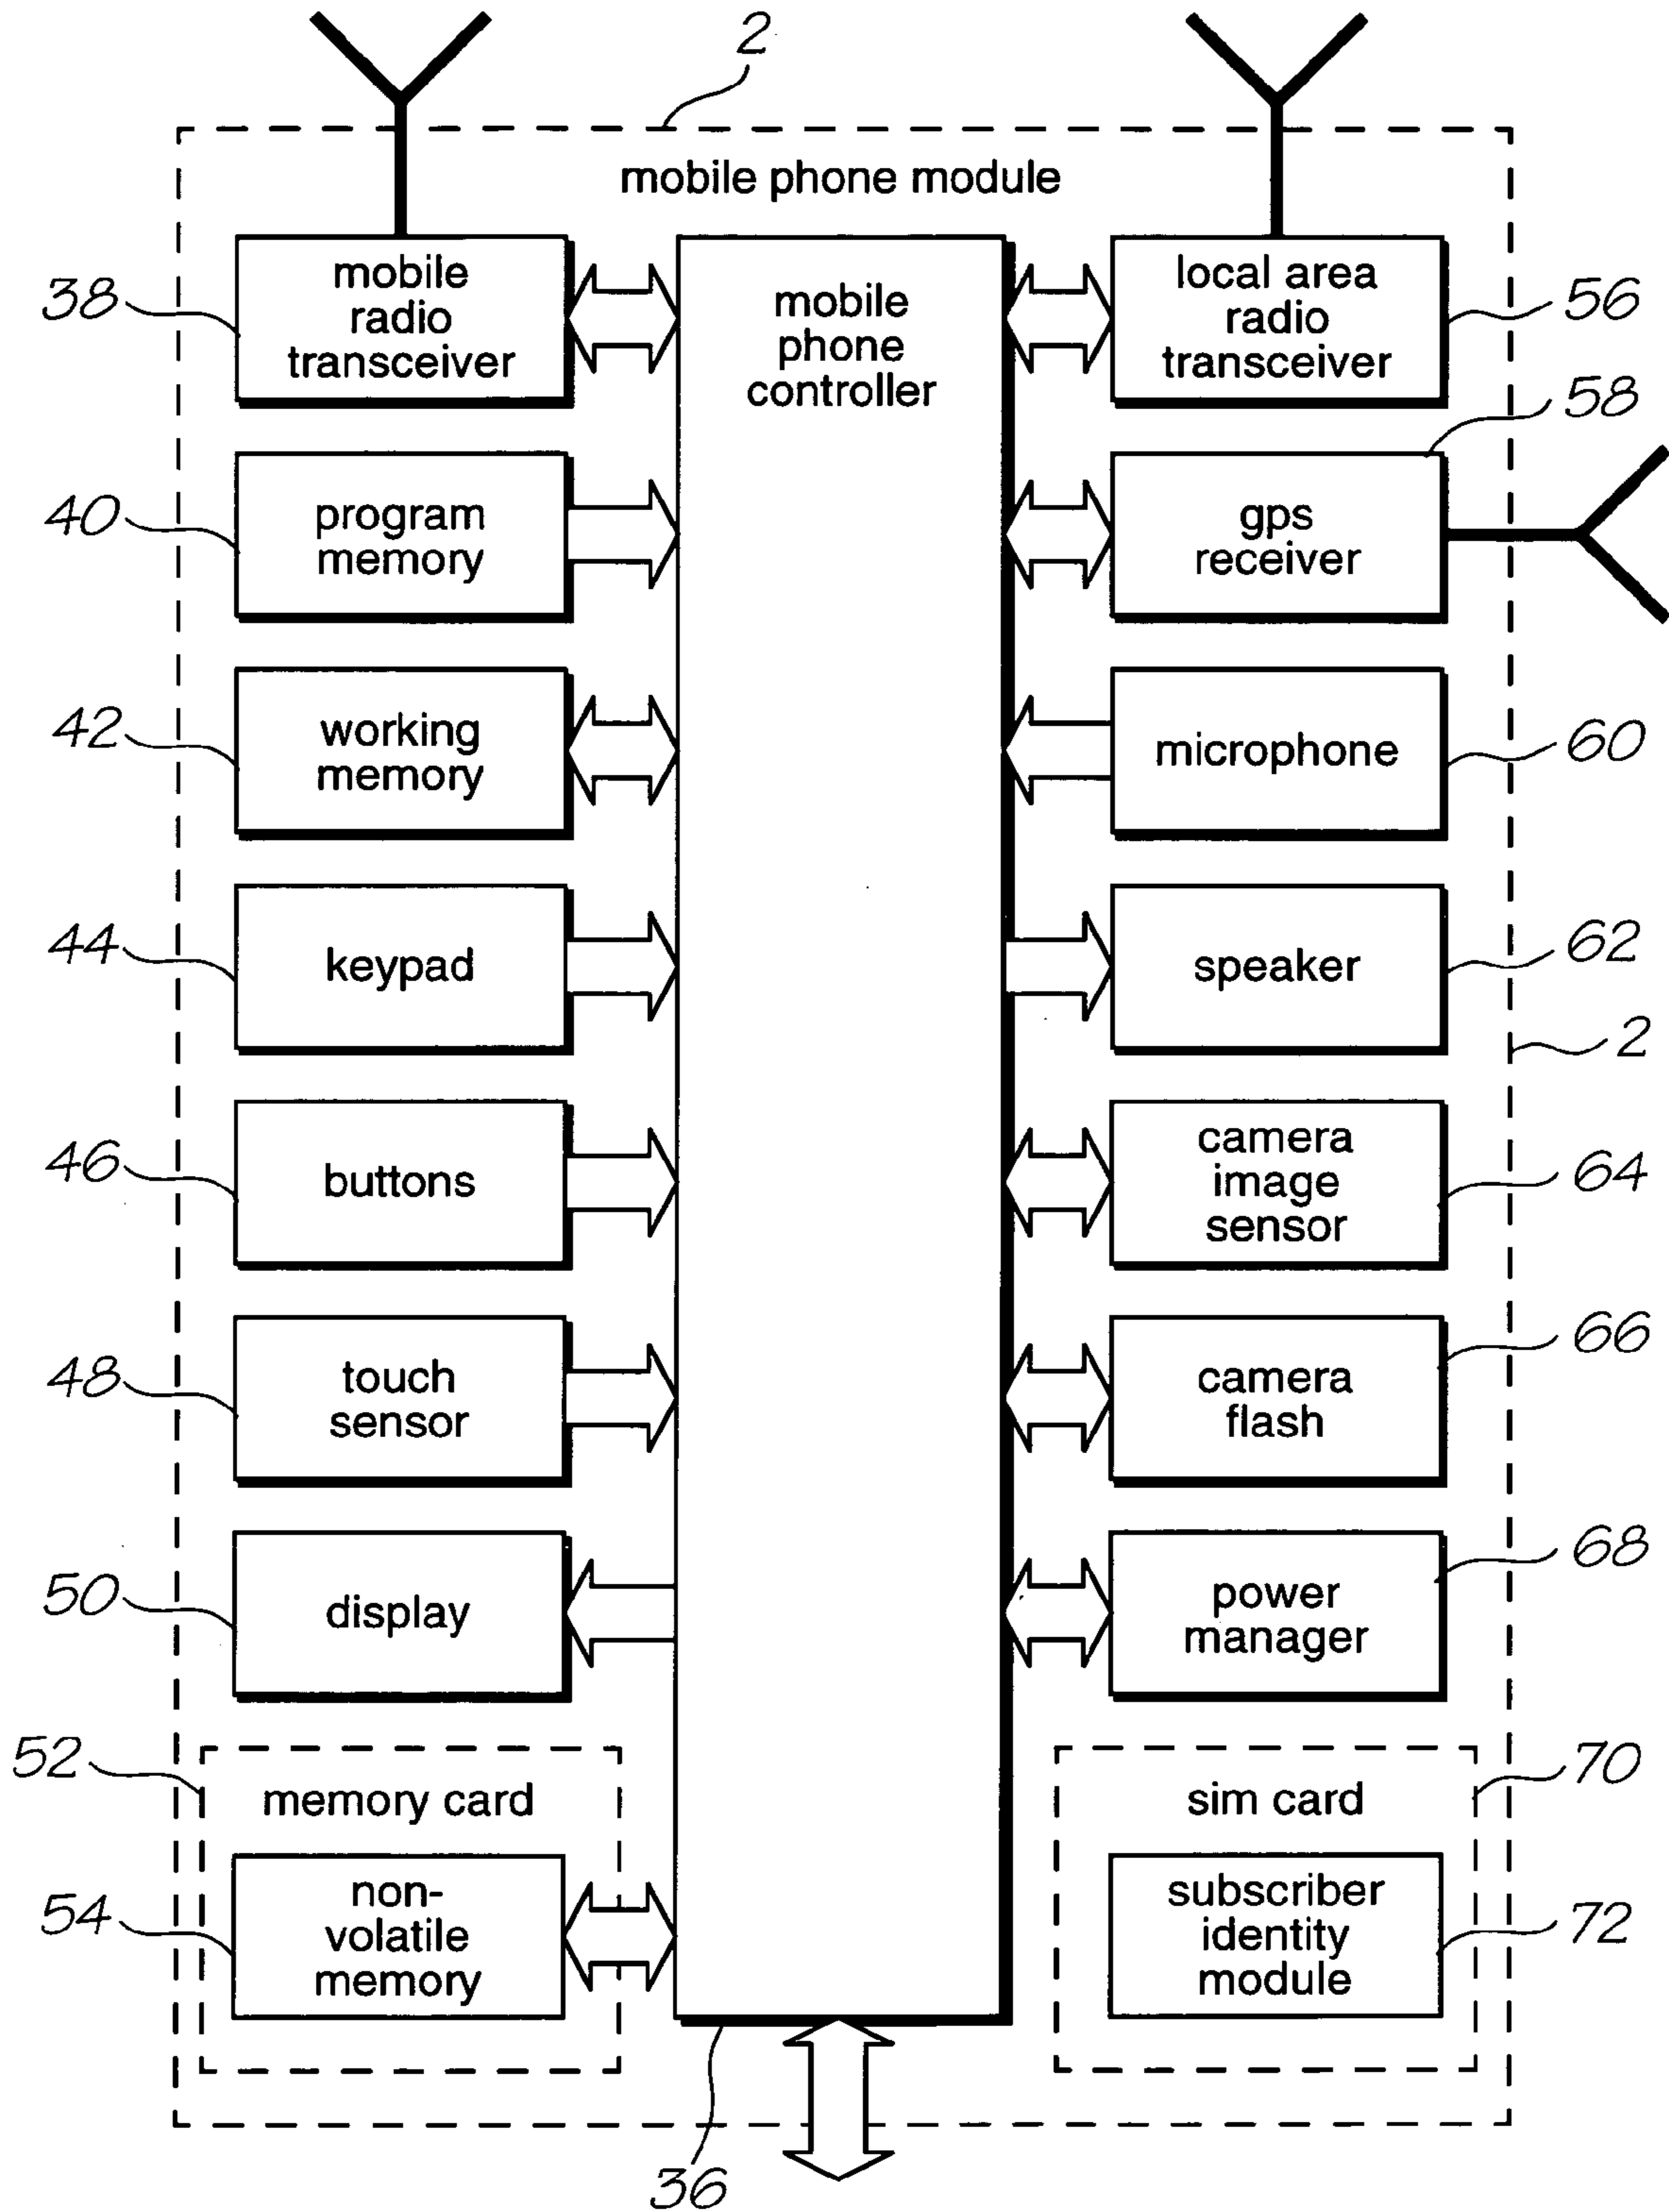 2
mobile phone module
38
mobile
radio
transceiver
mobile
phone
controller
local area
radio
transceiver
56
58
40
program
memory
gps
receiver
42
working
memory
microphone
60
44
keypad
speaker
62
2
46
buttons
camera
image
sensor
64
48
touch
sensor
camera
flash
66
50
display
power
manager
68
52
memory card
sim card
70
54
non-
volatile
memory
subscriber
identity
module
72
36